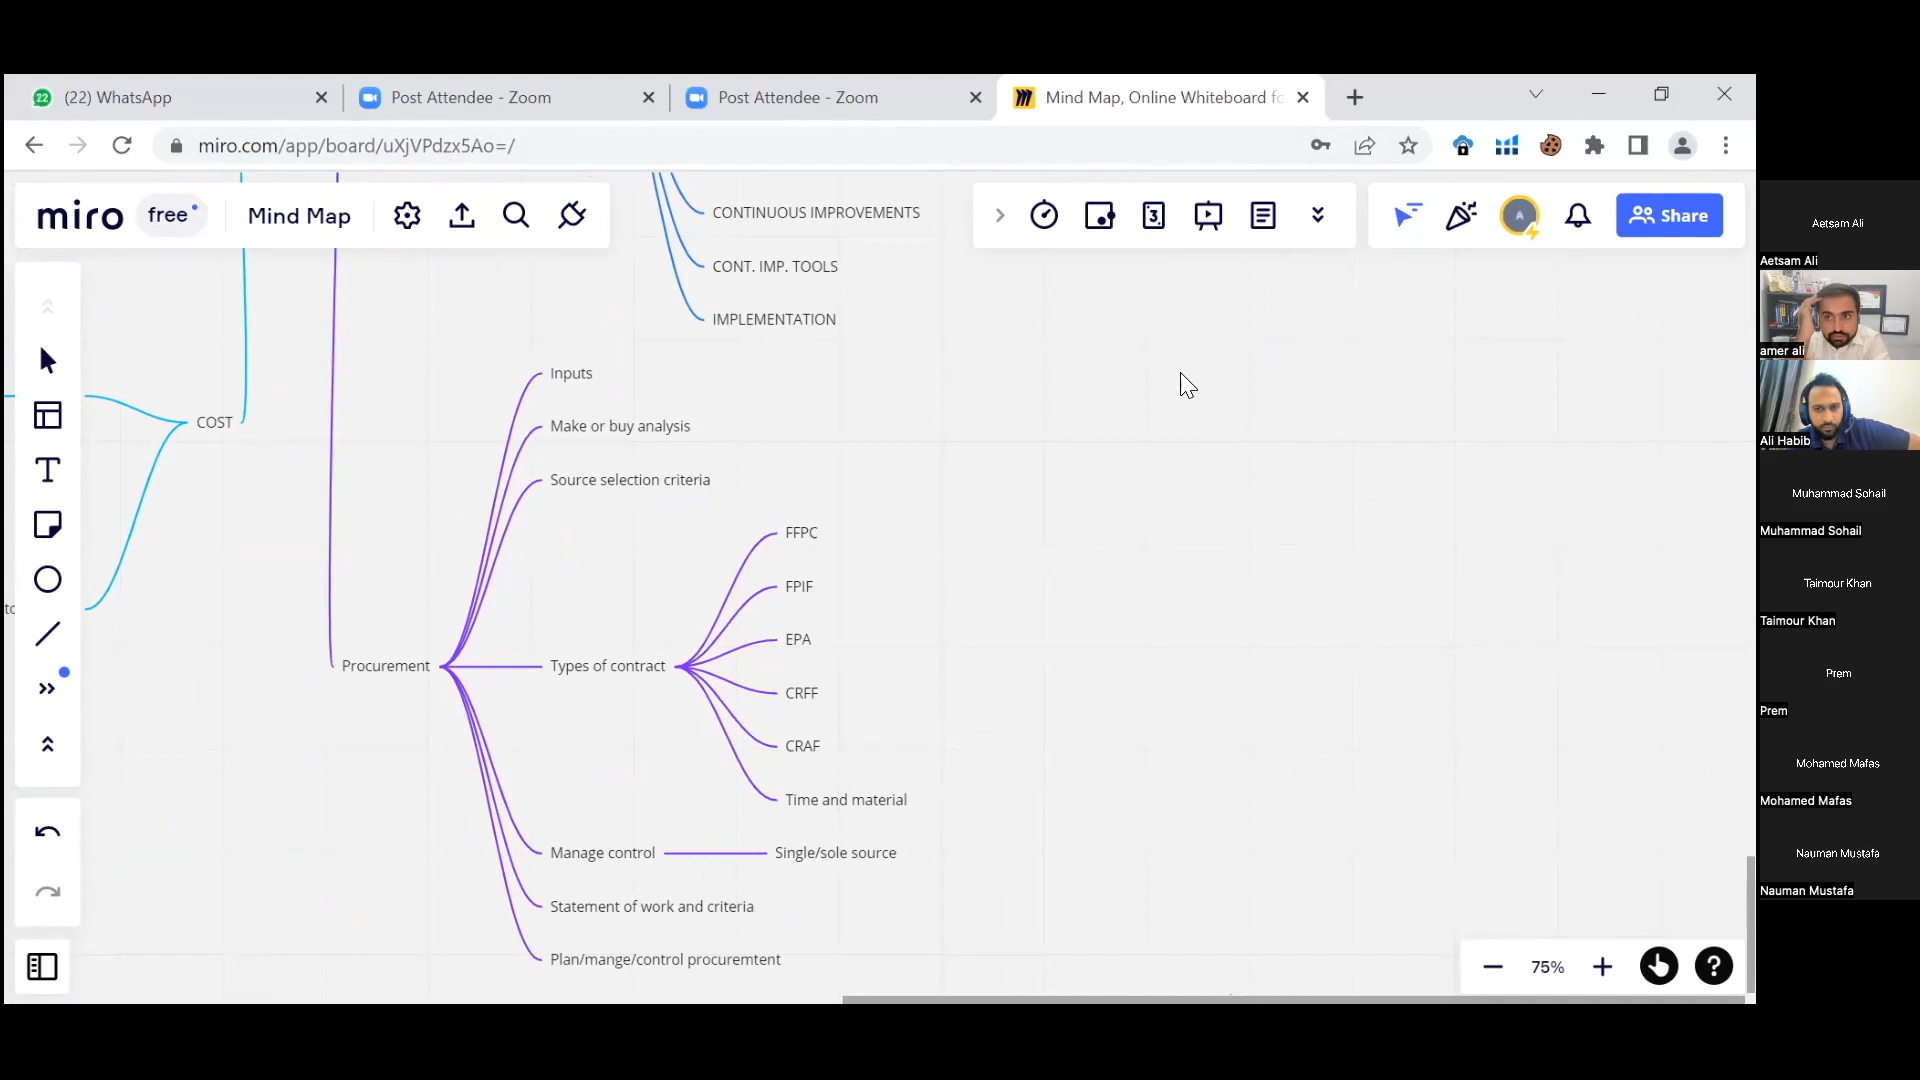 22
(22) WhatsApp
Post Attendee - Zoom
Post Attendee - Zoom
Mind Map, Online Whiteboard fo
miro.com/app/board/uXjVPdzx5Ao=/
miro
free
Mind Map
3
A
Share
CONTINUOUS IMPROVEMENTS
CONT. IMP. TOOLS
IMPLEMENTATION
T
COST
to
Inputs
Make or buy analysis
Source selection criteria
FFPC
FPIF
EPA
Procurement
Types of contract
CRFF
CRAF
Time and material
Manage control
Single/sole source
Statement of work and criteria
Plan/mange/control procuremtent
75%
?
Aetsam Ali
Aetsam Ali
amer ali
Ali Habib
Muhammad Sohail
Muhammad Sohail
Taimour Khan
Taimour Khan
Prem
Prem
Mohamed Mafas
Mohamed Mafas
Nauman Mustafa
Nauman Mustafa